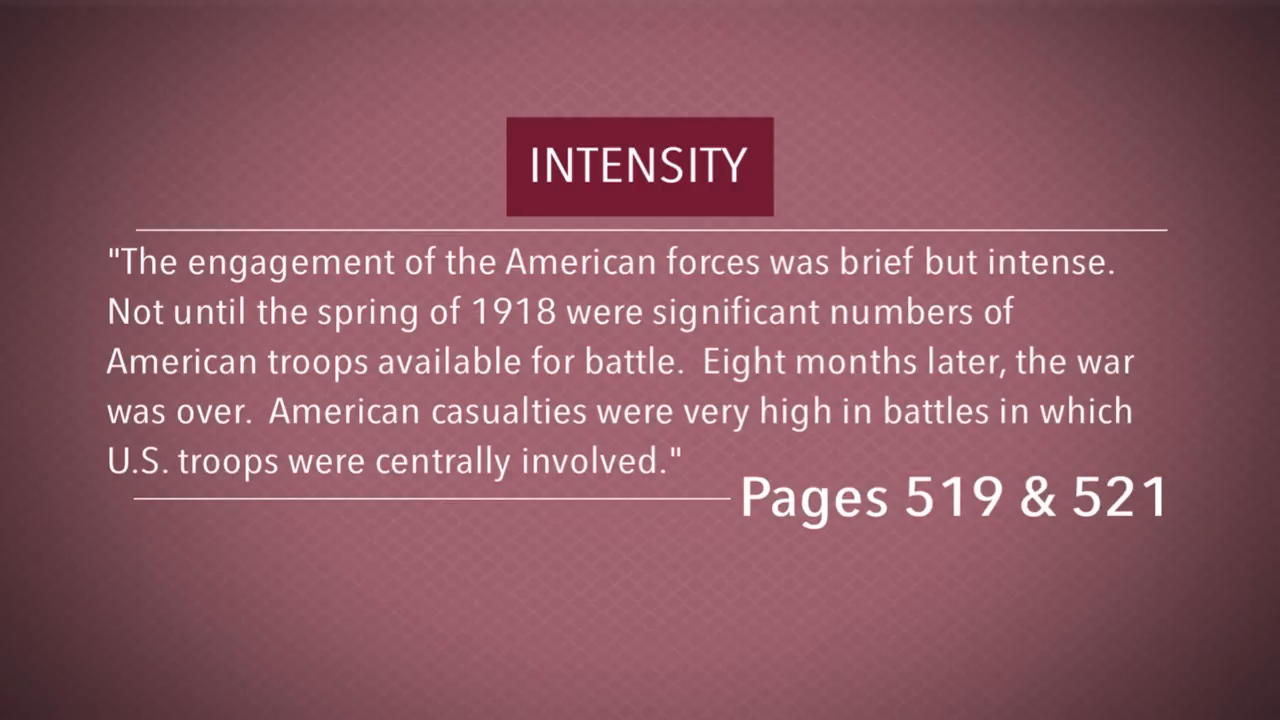 INTENSITY
"The engagement of the American forces was brief but intense.
Not until the spring of 1918 were significant numbers of
American troops available for battle.  Eight months later, the war
was over.  American casualties were very high in battles in which
U.S. troops were centrally involved."
Pages 519 & 521